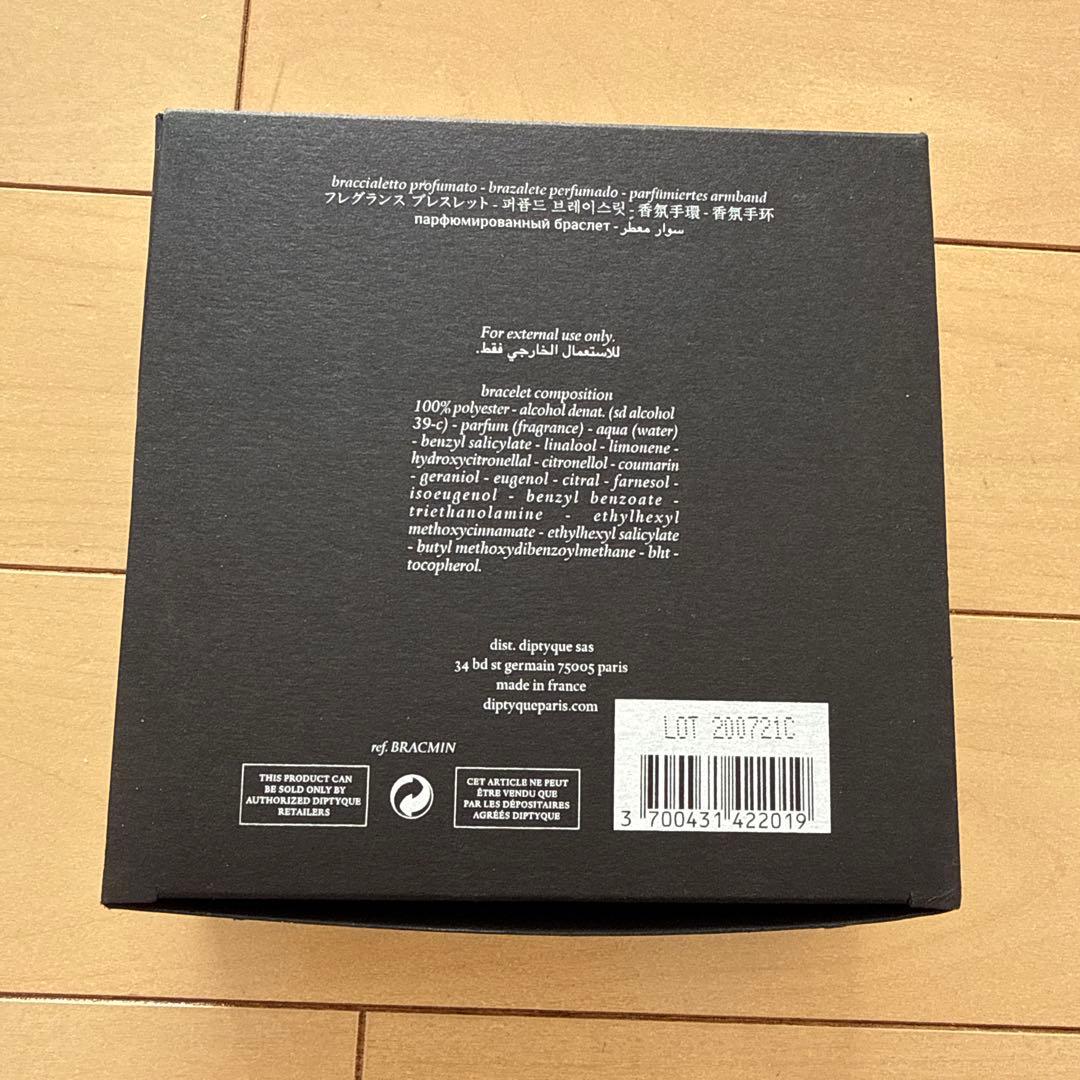 braccialetto profumato - brazalete perfumado - parfümiertes armband
フレグランス ブレスレット - 퍼퓸드 브레이스릿 - 香氛手環 - 香氛手环
парфюмированный браслет - سوار معطّر
For external use only.
للاستعمال الخارجي فقط.
bracelet composition
100% polyester - alcohol denat. (sd alcohol
39-c) - parfum (fragrance) - aqua (water)
- benzyl salicylate - linalool - limonene -
hydroxycitronellal - citronellol - coumarin
- geraniol - eugenol - citral - farnesol -
isoeugenol - benzyl benzoate -
triethanolamine - ethylhexyl
methoxycinnamate - ethylhexyl salicylate
- butyl methoxydibenzoylmethane - bht -
tocopherol.
dist. diptyque sas
34 bd st germain 75005 paris
made in france
diptyqueparis.com
ref. BRACMIN
THIS PRODUCT CAN
BE SOLD ONLY BY
AUTHORIZED DIPTYQUE
RETAILERS
CET ARTICLE NE PEUT
ÊTRE VENDU QUE
PAR LES DÉPOSITAIRES
AGRÉÉS DIPTYQUE
LOT 200721C
3 700431 422019